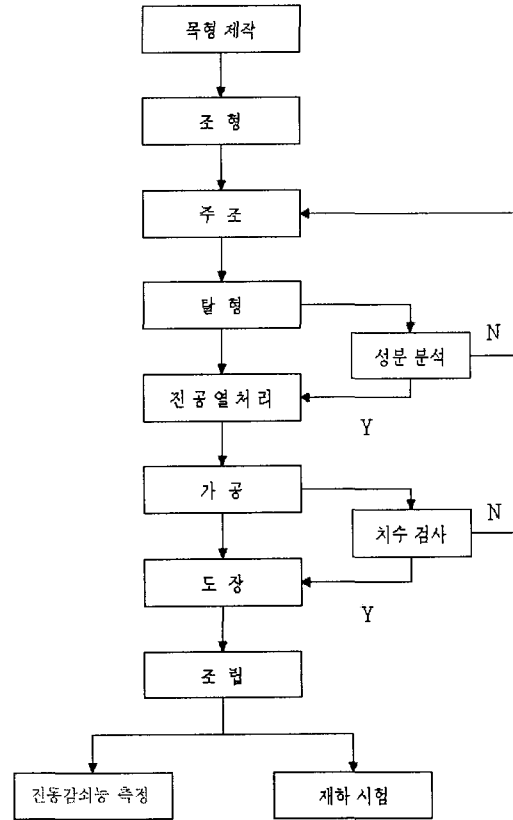 목형 제작
조 형
주 조
탈 형
N
성분 분석
진 공 열 처 리
Y
가 공
N
치수 검사
도 장
Y
조 립
진동감쇠능 측정
재하 시험